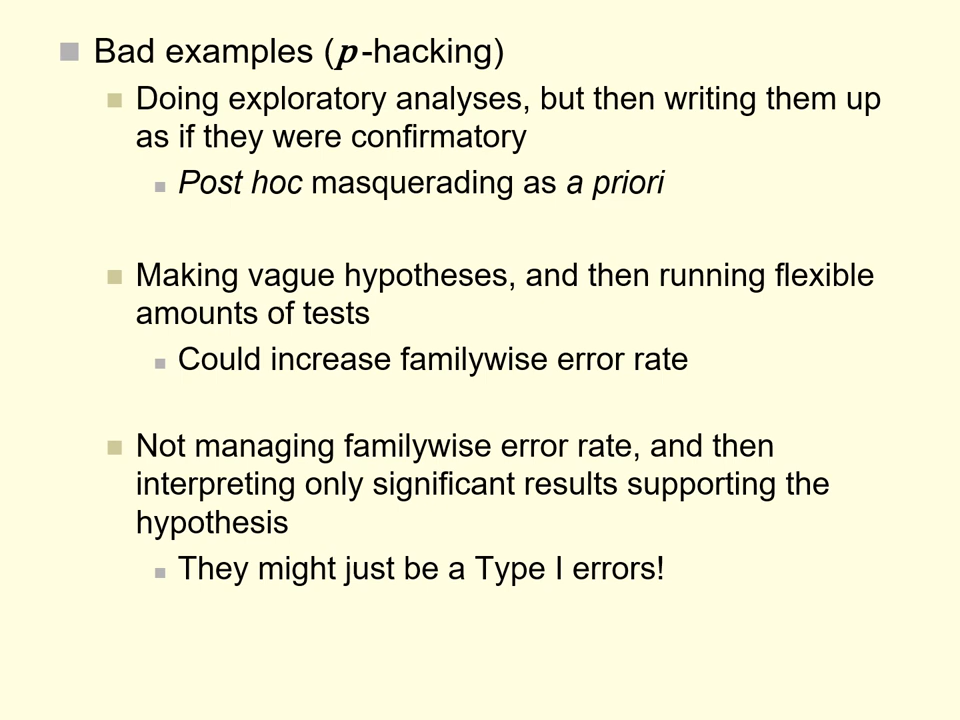 Bad examples (p-hacking)
Doing exploratory analyses, but then writing them up
as if they were confirmatory
Post hoc masquerading as a priori
Making vague hypotheses, and then running flexible
amounts of tests
Could increase familywise error rate
Not managing familywise error rate, and then
interpreting only significant results supporting the
hypothesis
They might just be a Type I errors!